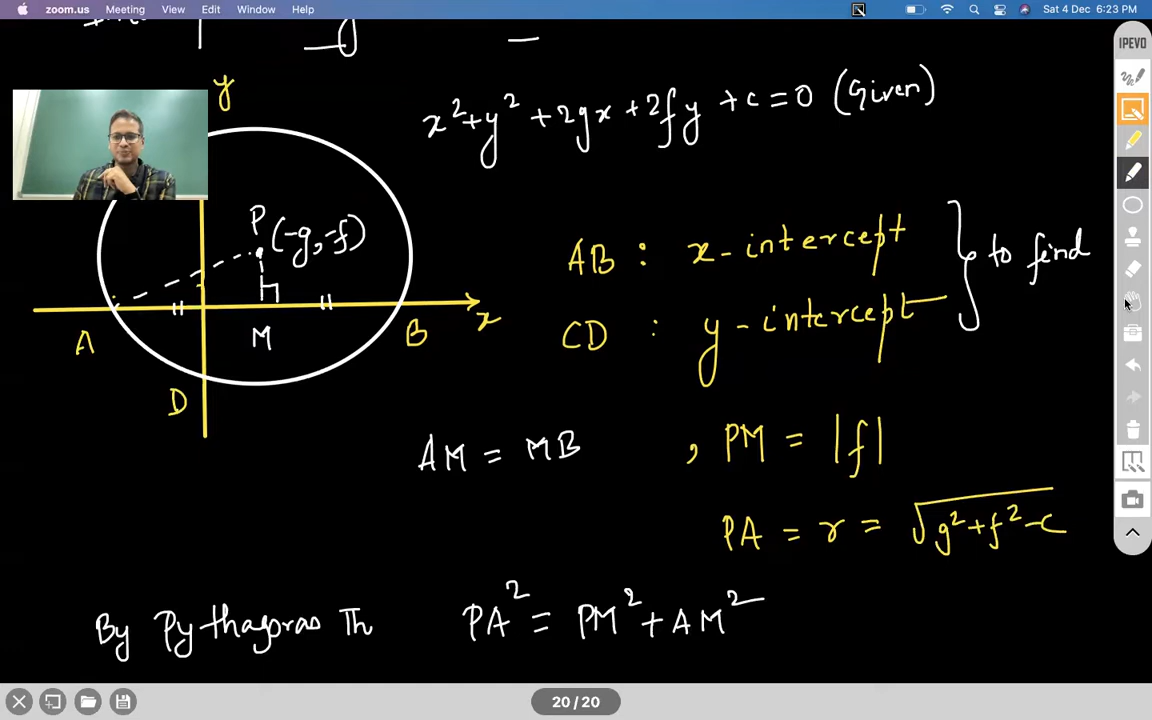 zoom.us Meeting View Edit Window Help Sat 4 Dec 6:23 PM
IPEVO
y
x²+y²+2gx+2fy+c=0 (Given)
P(-g,-f)
AB : x-intercept
CD : y-intercept
to find
A M B x
D
AM = MB , PM = |f|
PA = r = √g²+f²-c
By Pythagoras Th PA² = PM²+AM²
20/20